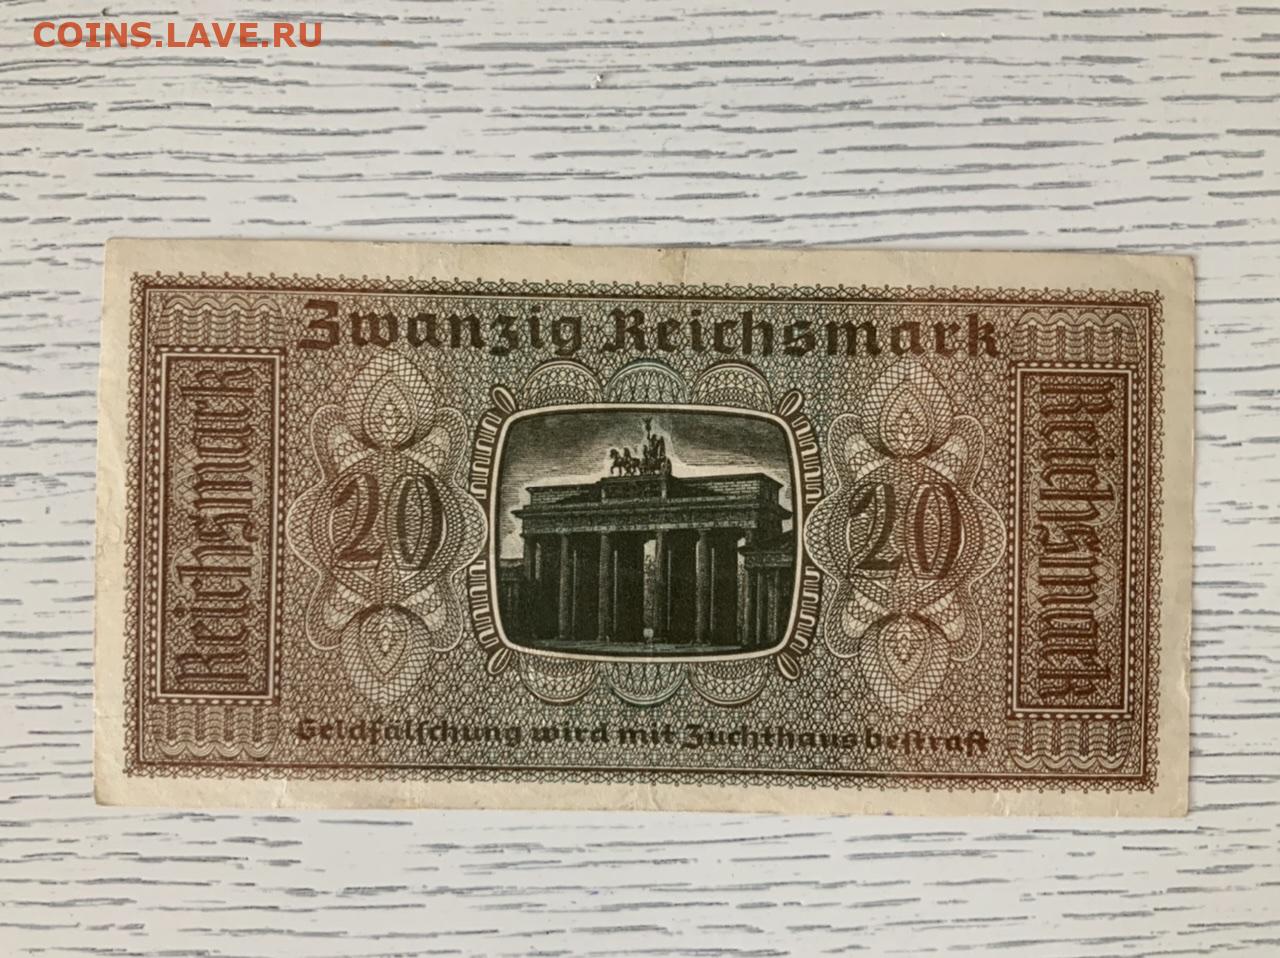 COINS.LAVE.RU
Zwanzig Reichsmark
Reichsmark
20
20
Reichsmark
Geldfälschung wird mit Zuchthaus bestraft